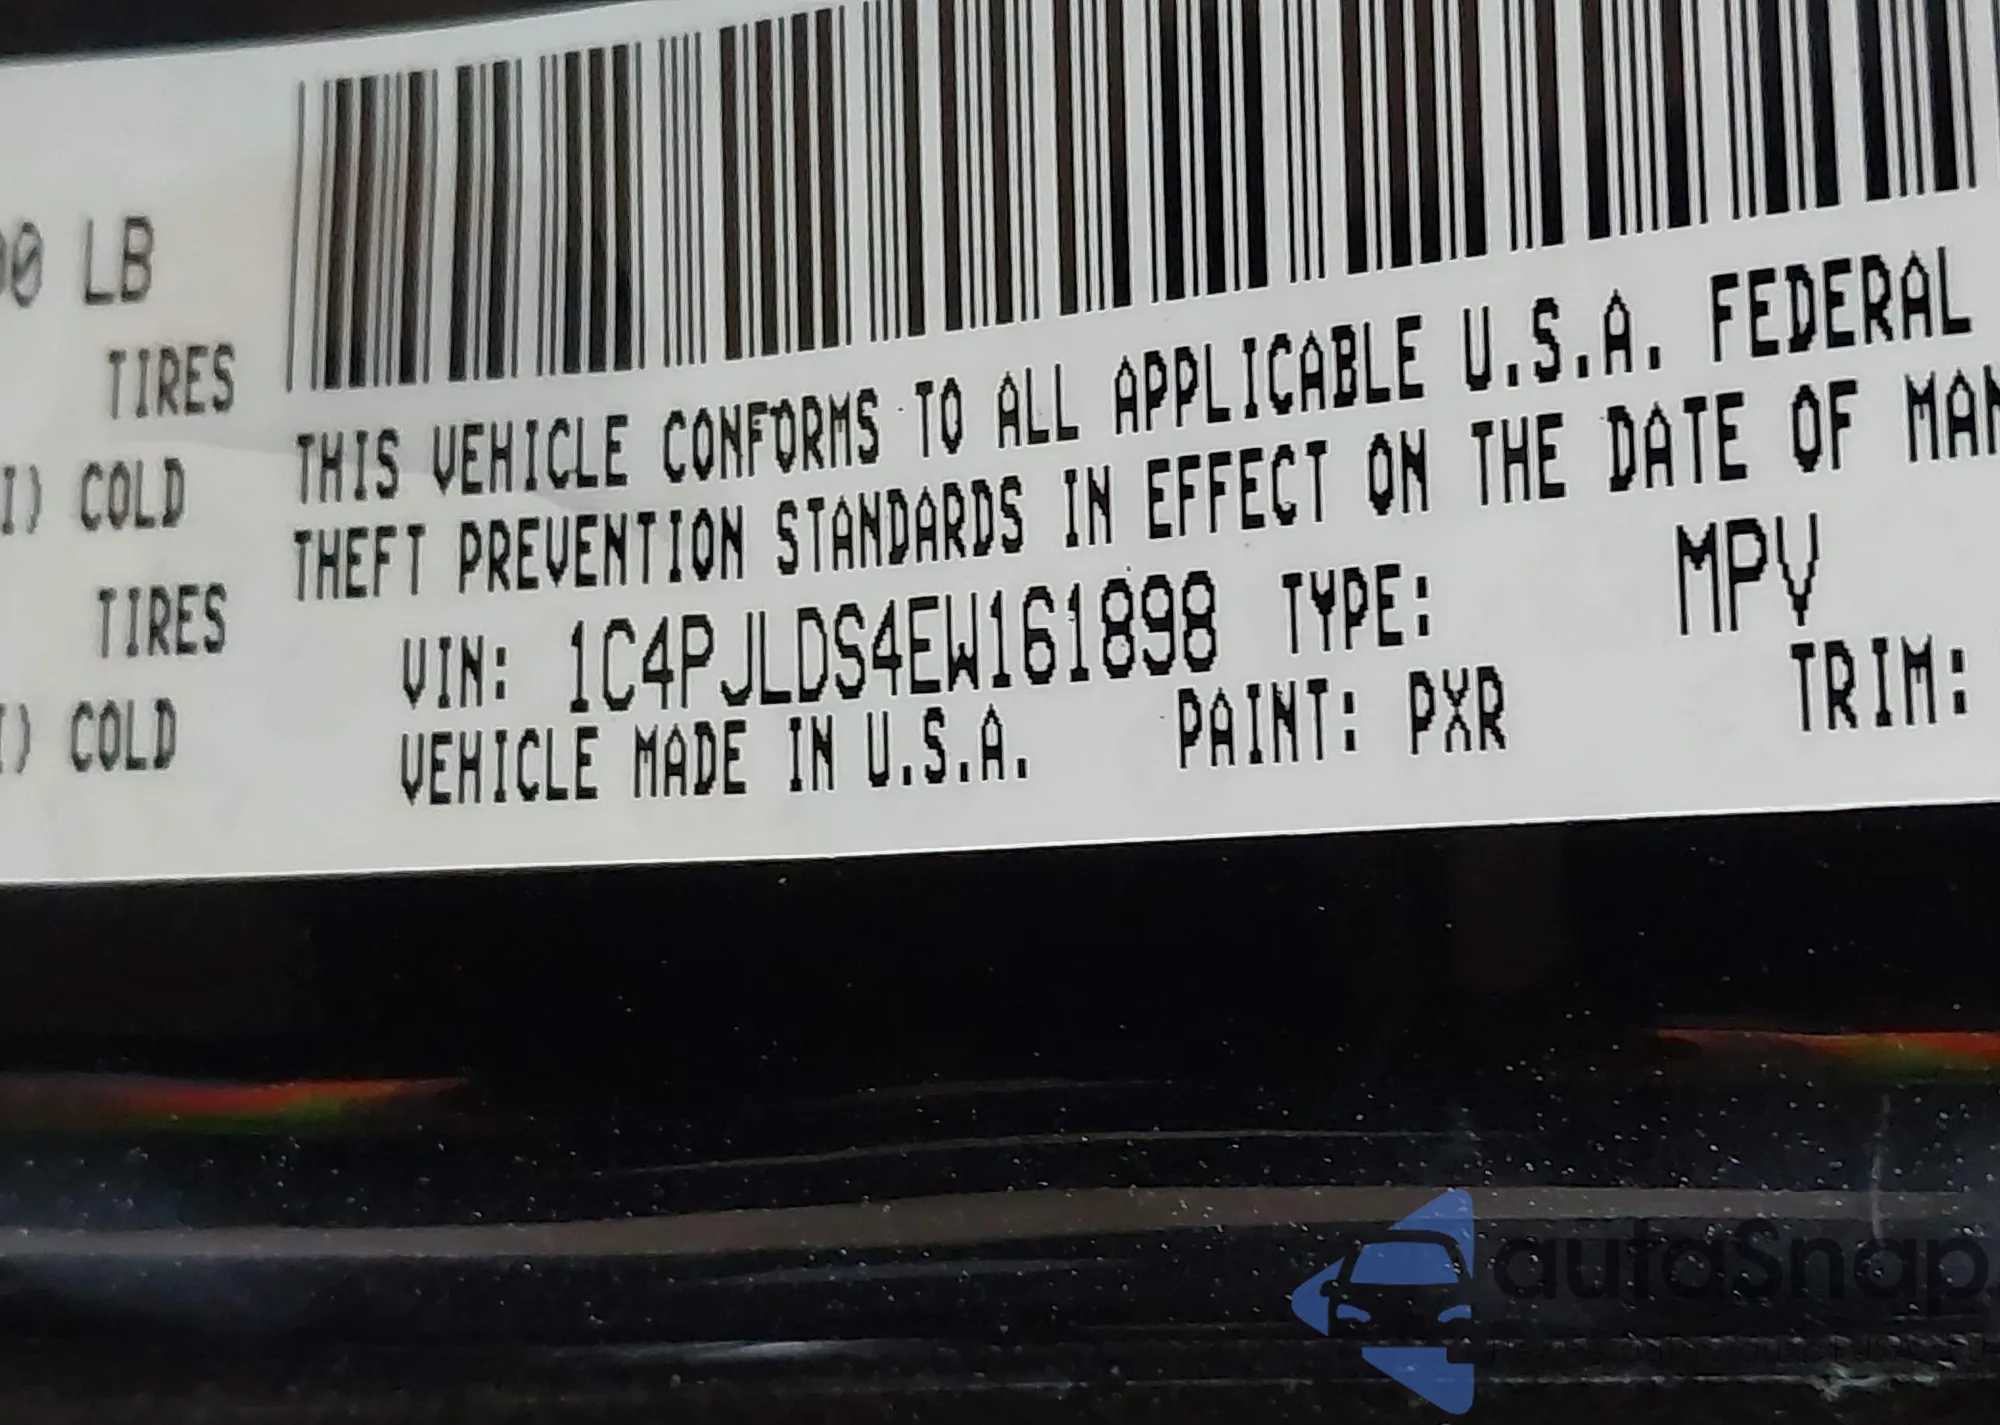 00 LB
TIRES
I) COLD
TIRES
I) COLD
THIS VEHICLE CONFORMS TO ALL APPLICABLE U.S.A. FEDERAL
THEFT PREVENTION STANDARDS IN EFFECT ON THE DATE OF MAN
VIN: 1C4PJLDS4EW161898 TYPE: MPV
VEHICLE MADE IN U.S.A. PAINT: PXR TRIM:
autoSnap